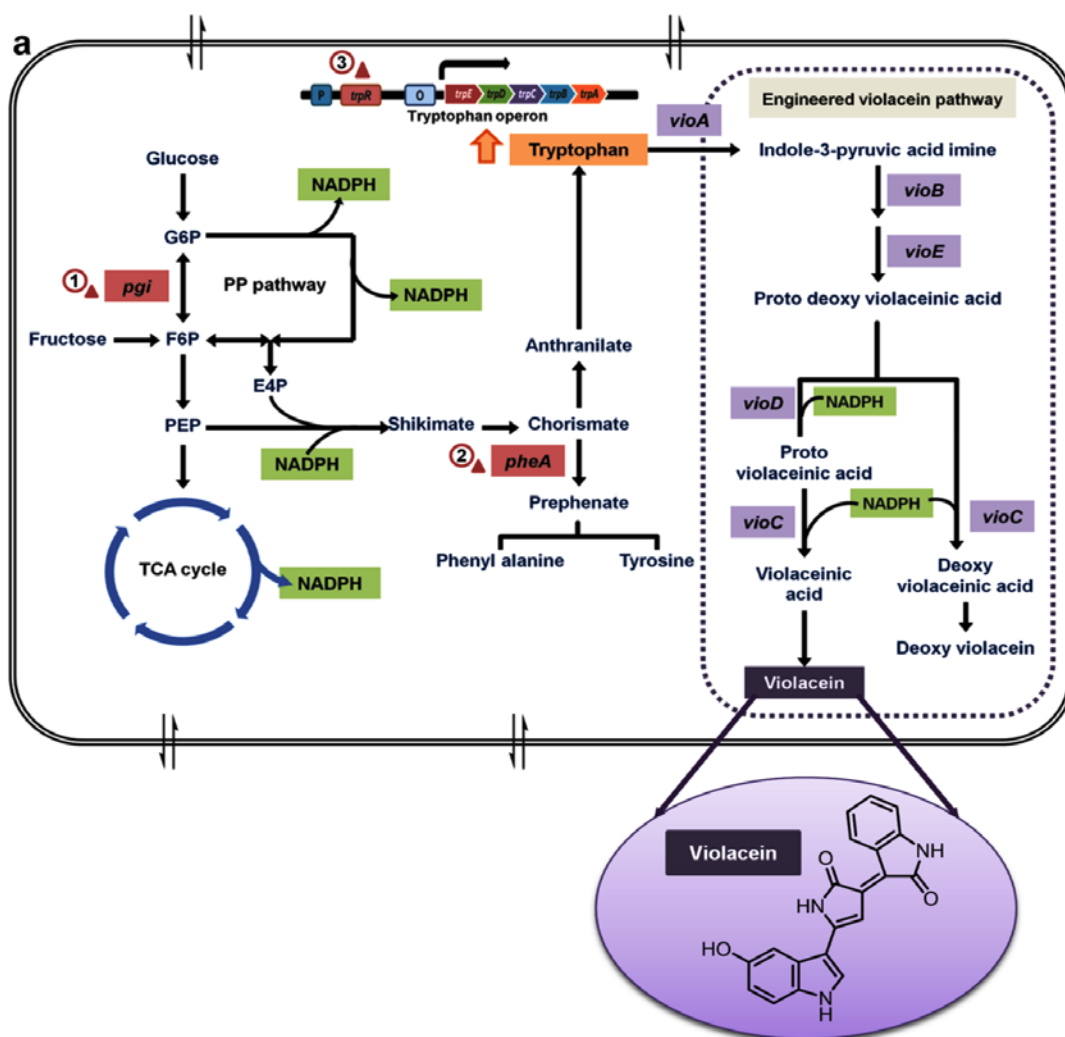 a
3
P
trpR
O
trpE
trpD
trpC
trpB
trpA
Tryptophan operon
Tryptophan
vioA
Engineered violacein pathway
Indole-3-pyruvic acid imine
vioB
vioE
Proto deoxy violaceinic acid
vioD
NADPH
Proto
violaceinic acid
NADPH
vioC
vioC
Violaceinic
acid
Deoxy
violaceinic acid
Deoxy violacein
Violacein
Glucose
NADPH
G6P
1
pgi
PP pathway
NADPH
Fructose
F6P
E4P
PEP
Shikimate
NADPH
Anthranilate
Chorismate
2
pheA
Prephenate
Phenyl alanine
Tyrosine
TCA cycle
NADPH
Violacein
O
NH
O
HN
HO
N
H